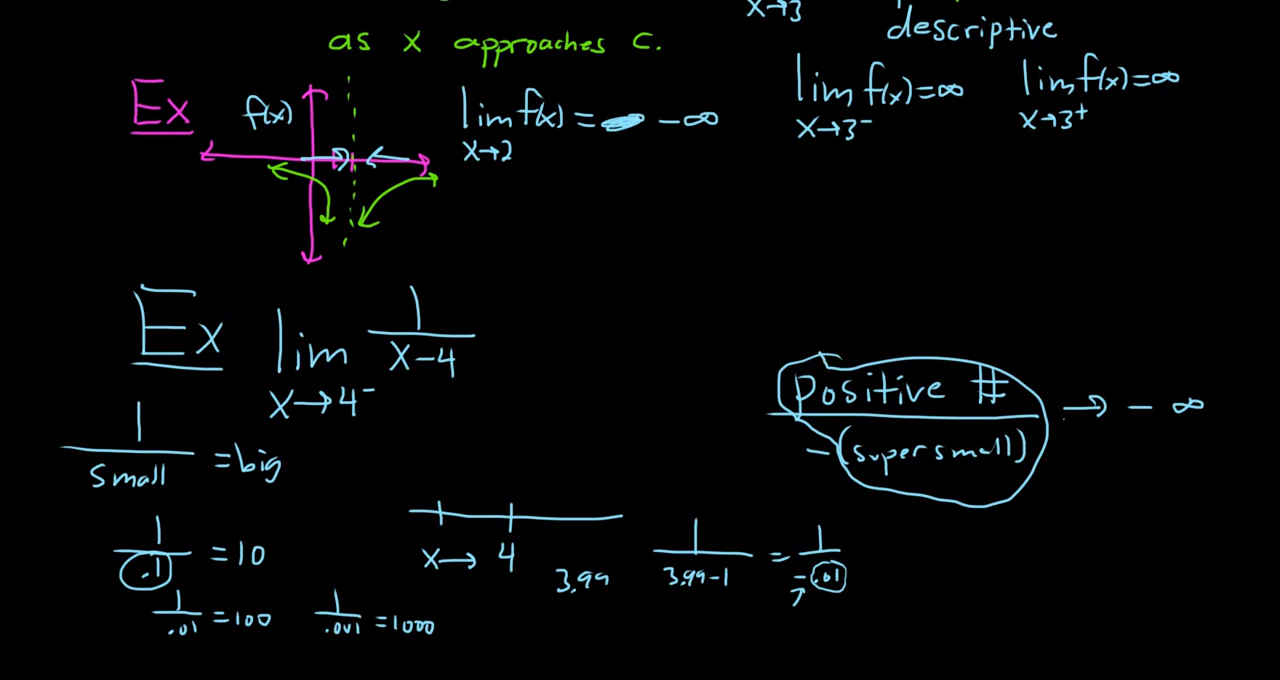 x→3
descriptive
as x approaches c.
Ex f(x) lim f(x) = -∞
x→2
lim f(x)=∞ lim f(x)=∞
x→3⁻ x→3⁺
Ex lim 1/(x-4)
x→4⁻
1/small = big
positive # / -(super small) → - ∞
1/.1 = 10
x→ 4 3.99 1/(3.99-1) = 1/-.01
1/.01 = 100 1/.001 = 1000